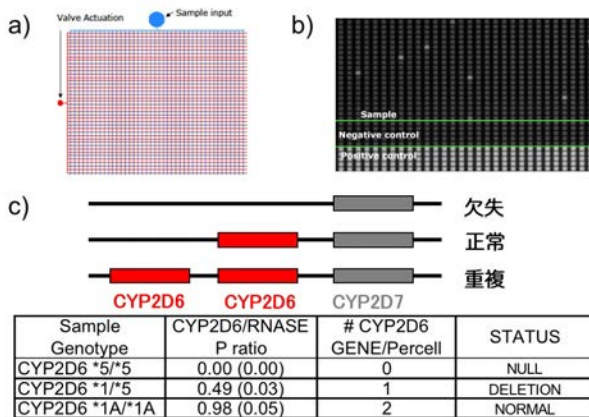 a)
Sample input
Valve Actuation
b)
Sample
Negative control
Positive control
c)
欠失
正常
重複
CYP2D6 CYP2D6 CYP2D7
Sample Genotype CYP2D6/RNASE P ratio # CYP2D6 GENE/Percell STATUS
CYP2D6 *5/*5 0.00 (0.00) 0 NULL
CYP2D6 *1/*5 0.49 (0.03) 1 DELETION
CYP2D6 *1A/*1A 0.98 (0.05) 2 NORMAL